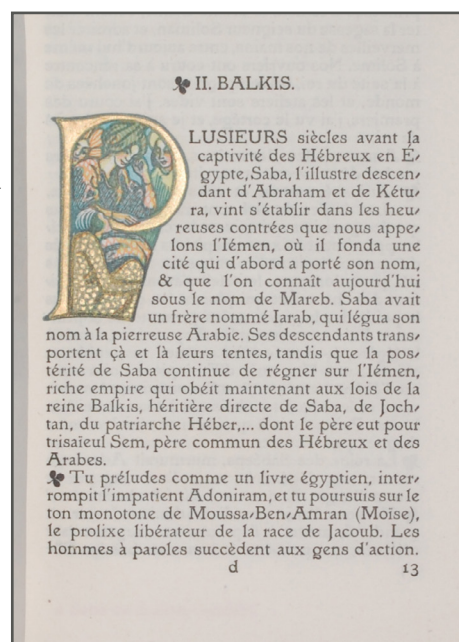 II. BALKIS.
PLUSIEURS siècles avant la
captivité des Hébreux en E-
gypte, Saba, l'illustre descen-
dant d'Abraham et de Kétu-
ra, vint s'établir dans les heu-
reuses contrées que nous appe-
lons l'Iémen, où il fonda une
cité qui d'abord a porté son nom,
& que l'on connaît aujourd'hui
sous le nom de Mareb. Saba avait
un frère nommé Iarab, qui légua son
nom à la pierreuse Arabie. Ses descendants trans-
portent çà et là leurs tentes, tandis que la pos-
térité de Saba continue de régner sur l'Iémen,
riche empire qui obéit maintenant aux lois de la
reine Balkis, héritière directe de Saba, de Joch-
tan, du patriarche Héber,... dont le père eut pour
trisaïeul Sem, père commun des Hébreux et des
Arabes.
Tu préludes comme un livre égyptien, inter-
rompit l'impatient Adoniram, et tu poursuis sur le
ton monotone de Moussa-Ben-Amran (Moïse),
le prolixe libérateur de la race de Jacoub. Les
hommes à paroles succèdent aux gens d'action.
d 13